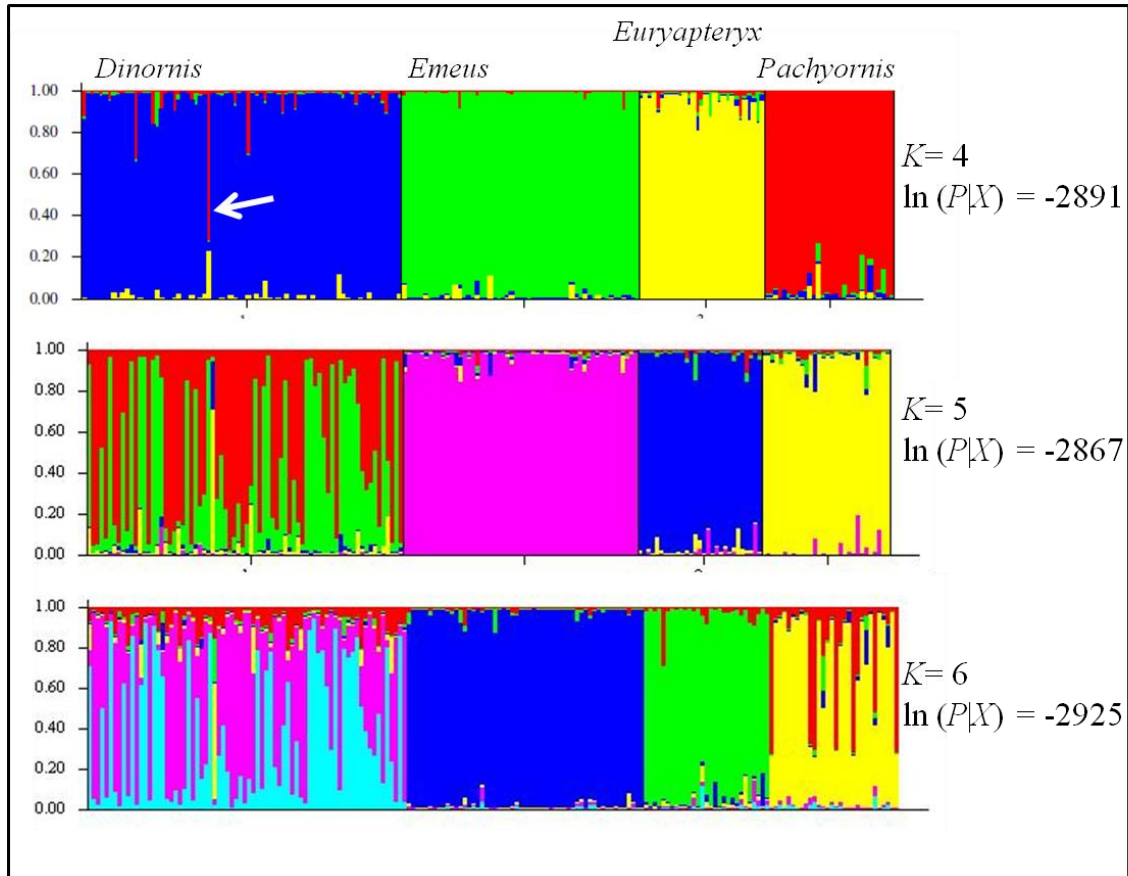 Euryapteryx
Dinornis Emeus Pachyornis
1.00
0.80
0.60
0.40
0.20
0.00
K= 4
ln (P|X) = -2891
1.00
0.80
0.60
0.40
0.20
0.00
K= 5
ln (P|X) = -2867
1.00
0.80
0.60
0.40
0.20
0.00
K= 6
ln (P|X) = -2925